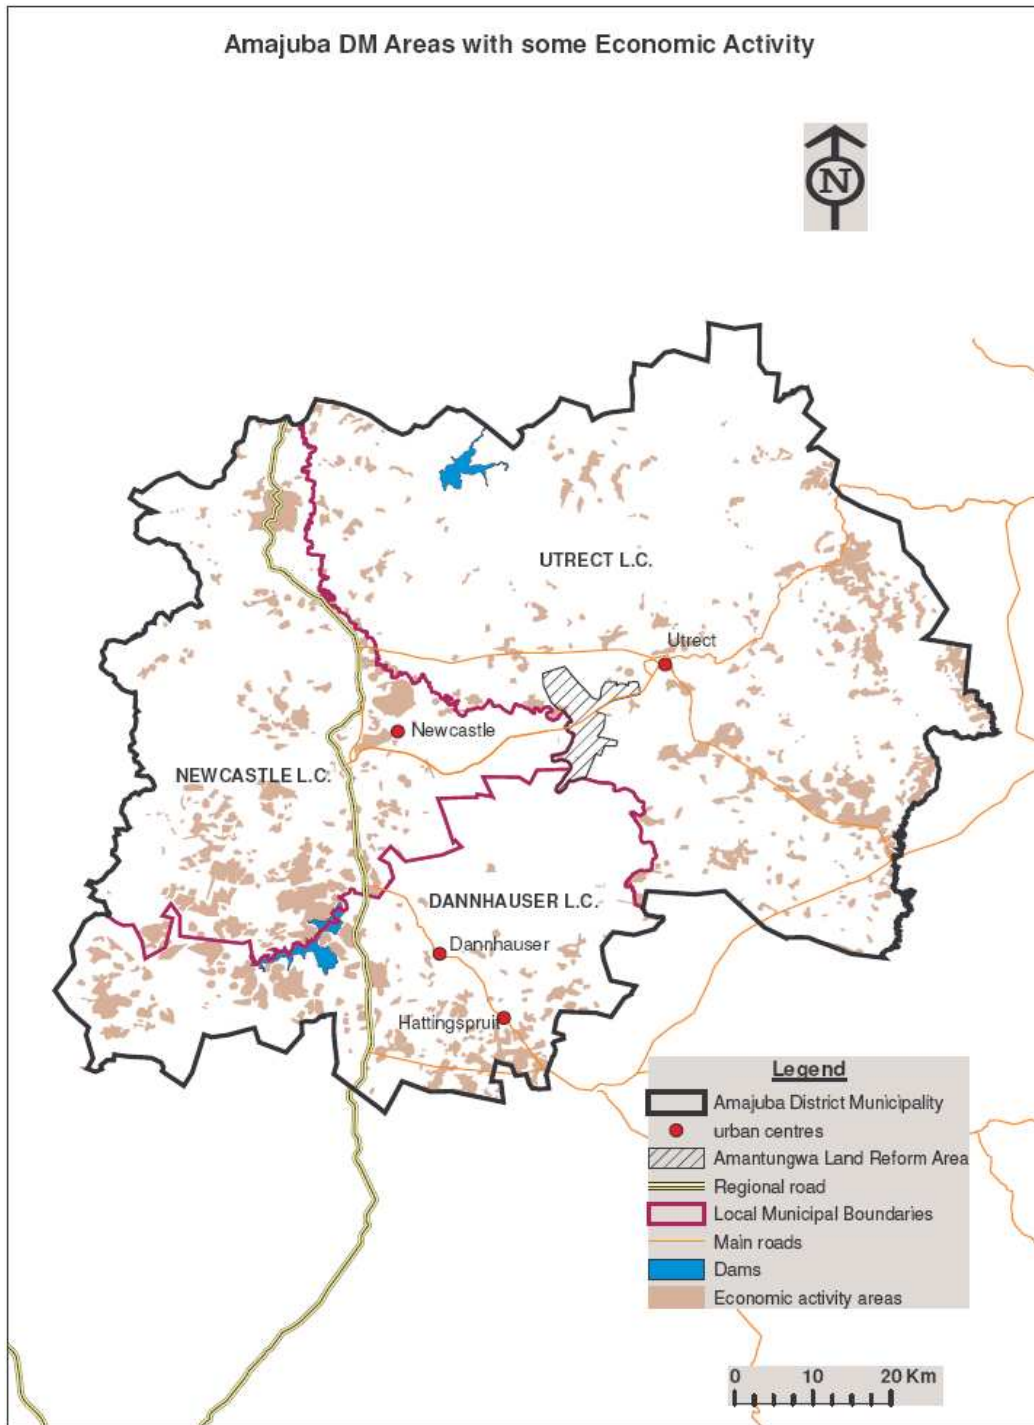 Amajuba DM Areas with some Economic Activity
N
UTRECT L.C.
Utrect
Newcastle
NEWCASTLE L.C.
DANNHAUSER L.C.
Dannhauser
Hattingspruit
Legend
Amajuba District Municipality
urban centres
Amantungwa Land Reform Area
Regional road
Local Municipal Boundaries
Main roads
Dams
Economic activity areas
0 10 20 Km